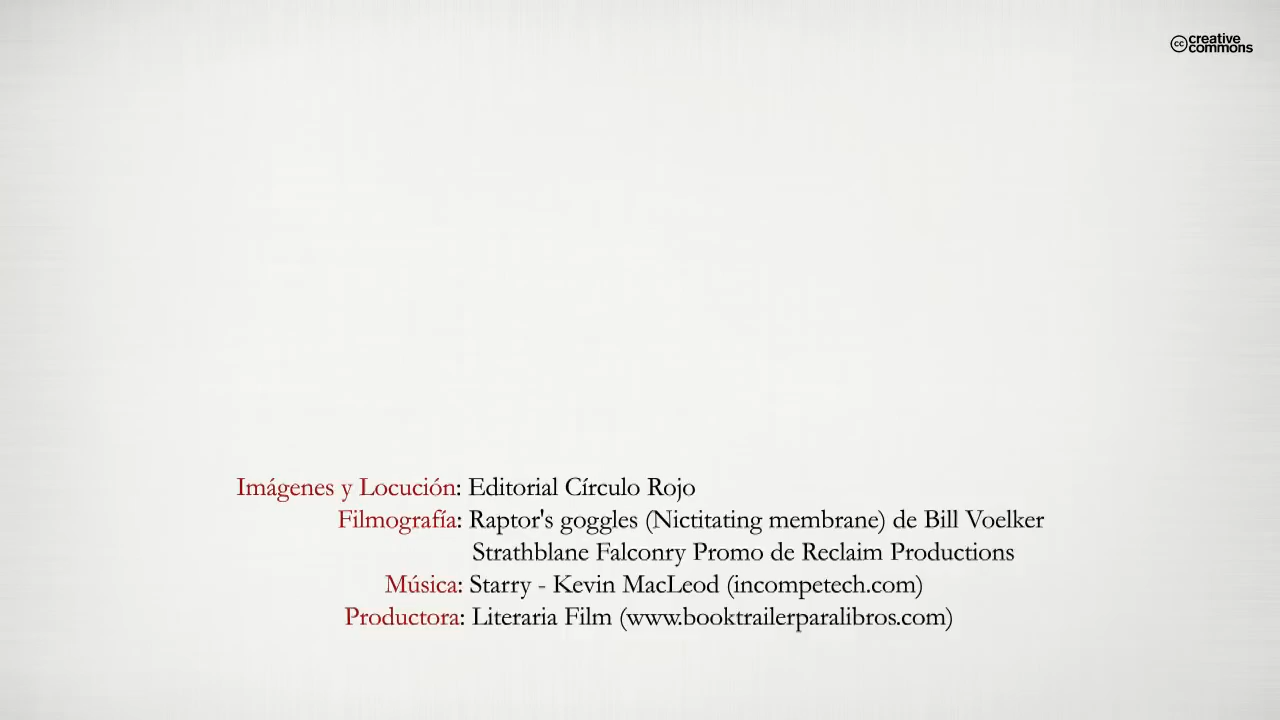 cc creative
commons
Imágenes y Locución: Editorial Círculo Rojo
Filmografía: Raptor's goggles (Nictitating membrane) de Bill Voelker
Strathblane Falconry Promo de Reclaim Productions
Música: Starry - Kevin MacLeod (incompetech.com)
Productora: Literaria Film (www.booktrailerparalibros.com)